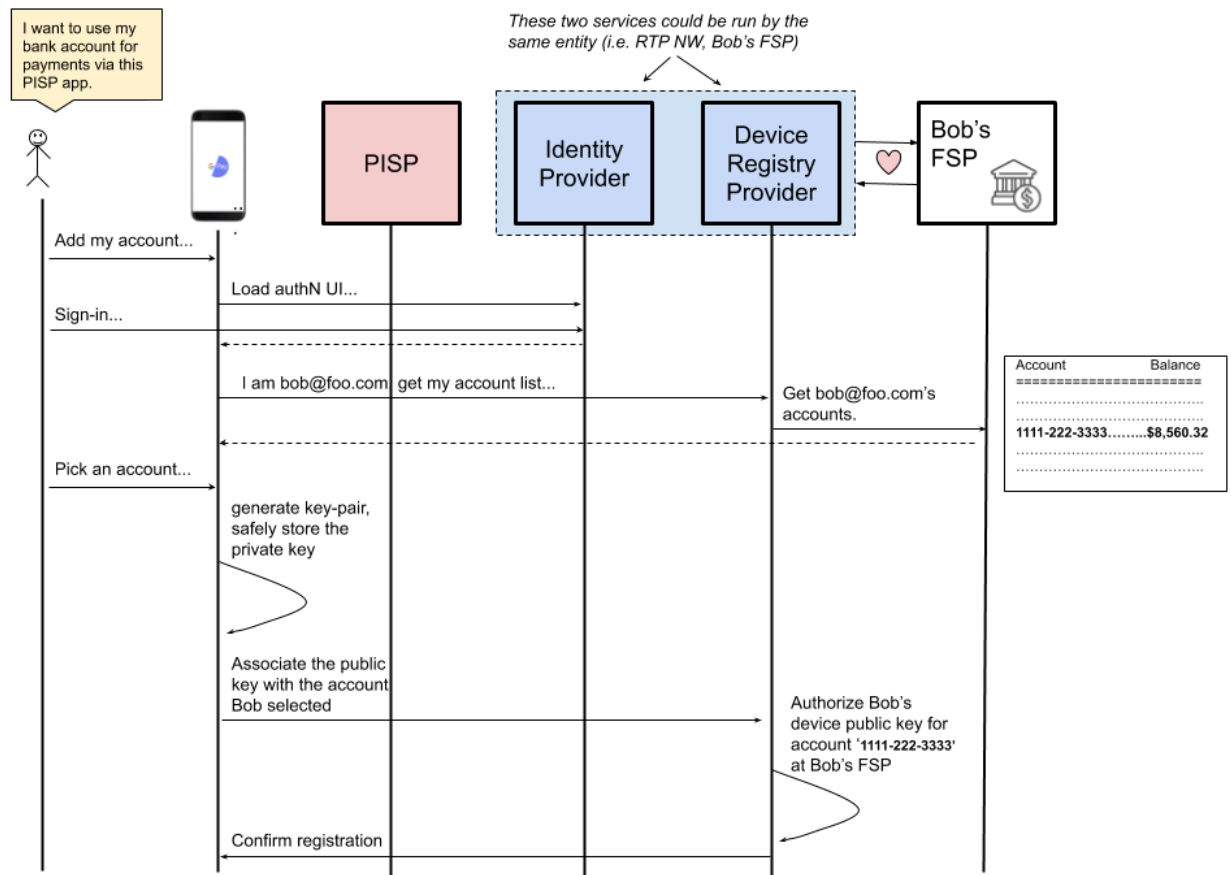 I want to use my
bank account for
payments via this
PISP app.
These two services could be run by the
same entity (i.e. RTP NW, Bob's FSP)
PISP
Identity
Provider
Device
Registry
Provider
Bob's
FSP
$
Add my account...
Load authN UI...
Sign-in...
I am bob@foo.com, get my account list...
Get bob@foo.com's
accounts.
Account Balance
=======================
......................................
......................................
1111-222-3333.........$8,560.32
......................................
......................................
Pick an account...
generate key-pair,
safely store the
private key
Associate the public
key with the account
Bob selected
Authorize Bob's
device public key for
account '1111-222-3333'
at Bob's FSP
Confirm registration